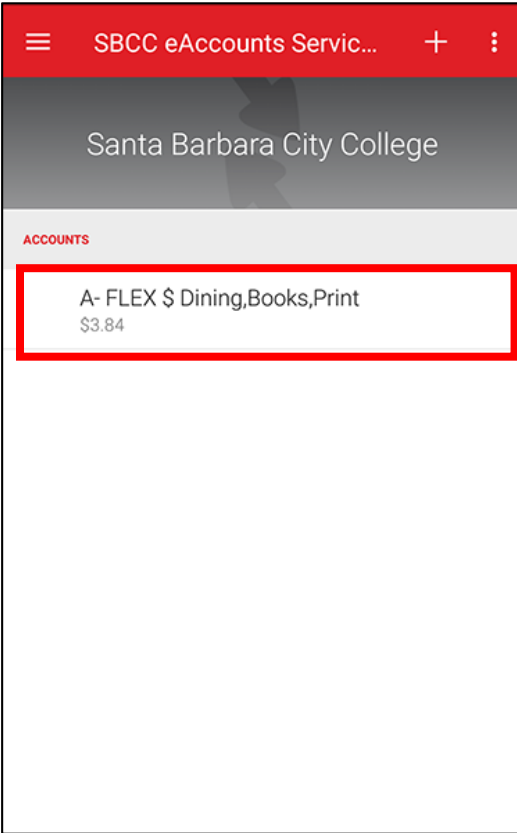 SBCC eAccounts Servic...
Santa Barbara City College
ACCOUNTS
A- FLEX $ Dining,Books,Print
$3.84